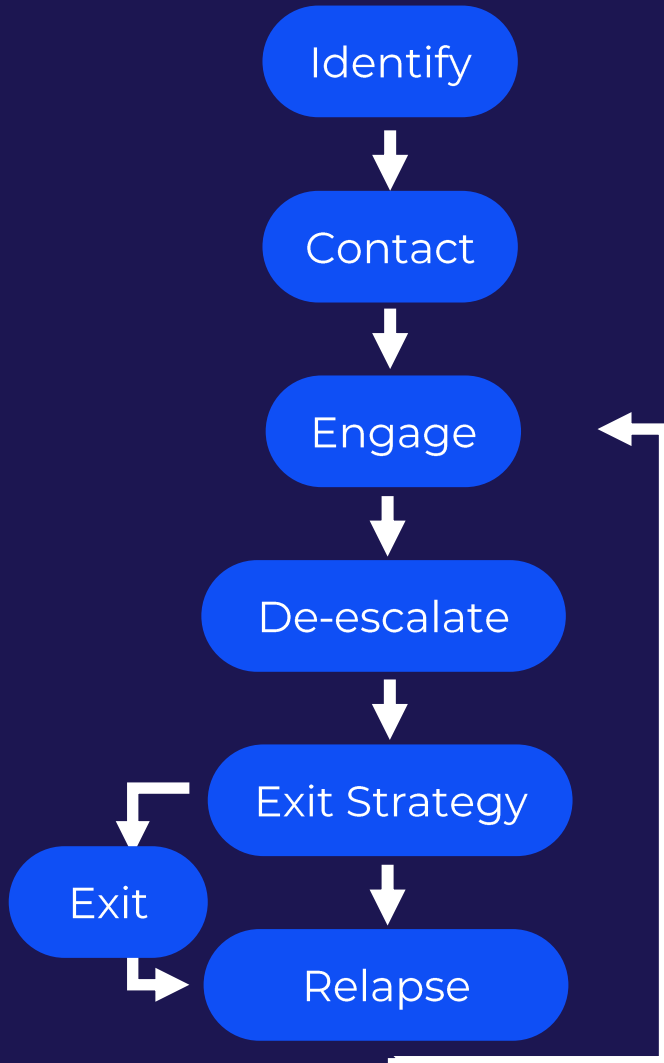 Identify
Contact
Engage
De-escalate
Exit Strategy
Exit
Relapse